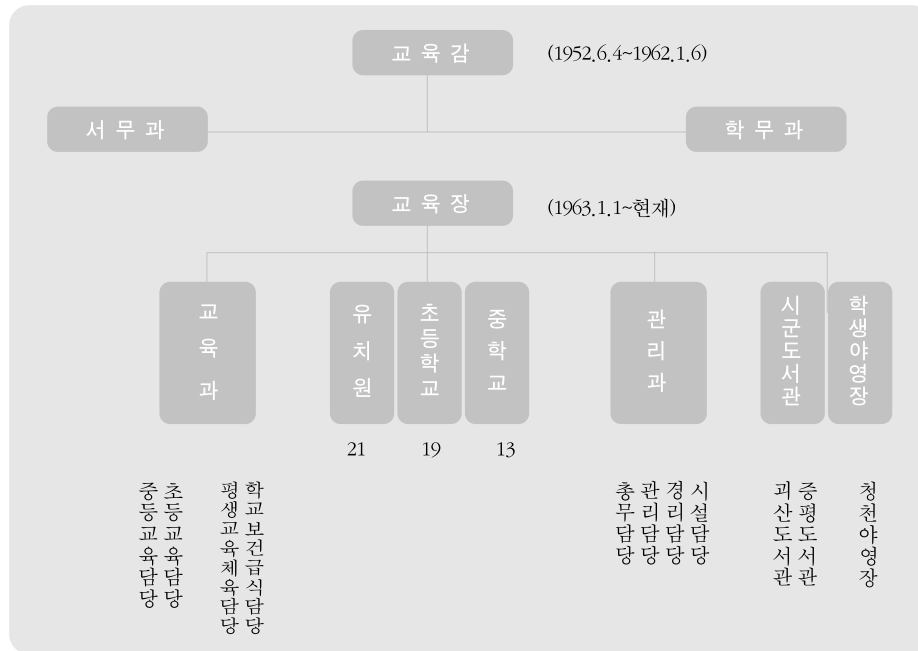 교육감 (1952.6.4~1962.1.6)
서무과 학무과
교육장 (1963.1.1~현재)
교육과
유치원
초등학교
중학교
관리과
시군도서관
학생야영장
21 19 13
중등교육담당
초등교육담당
평생교육체육담당
학교보건급식담당
총무담당
관리담당
경리담당
시설담당
괴산도서관
증평도서관
청천야영장